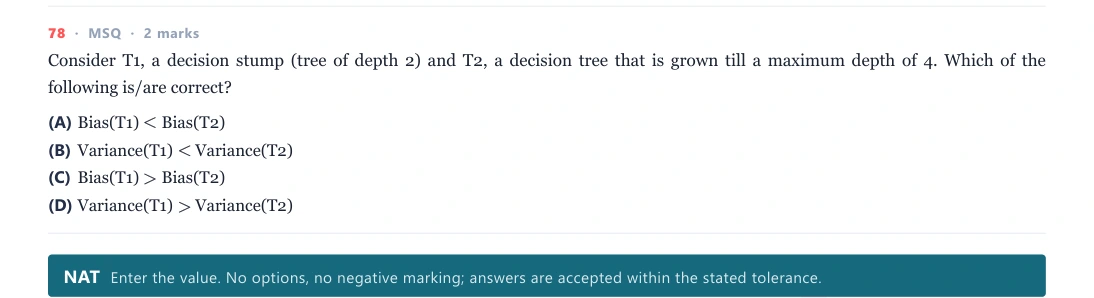 78 · MSQ · 2 marks
Consider T1, a decision stump (tree of depth 2) and T2, a decision tree that is grown till a maximum depth of 4. Which of the
following is/are correct?
(A) Bias(T1) < Bias(T2)
(B) Variance(T1) < Variance(T2)
(C) Bias(T1) > Bias(T2)
(D) Variance(T1) > Variance(T2)
NAT Enter the value. No options, no negative marking; answers are accepted within the stated tolerance.